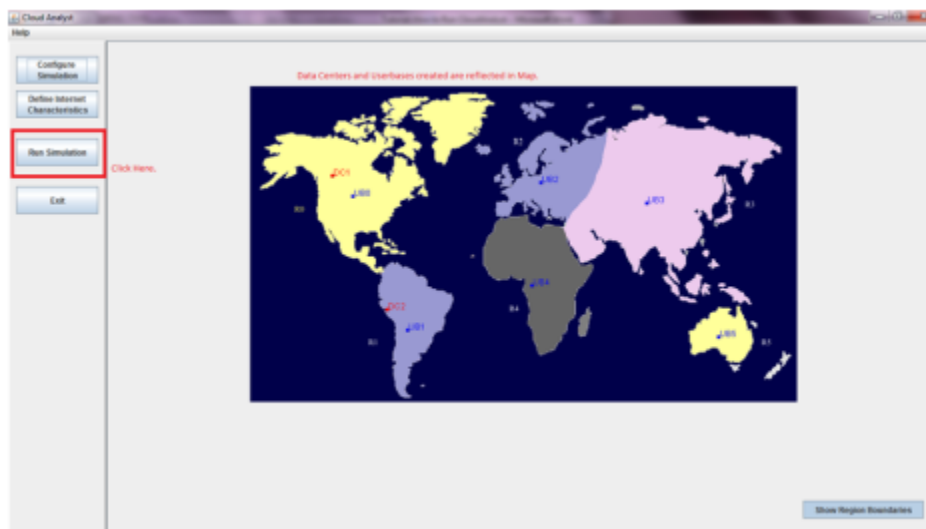 Cloud Analyst
Help
Configure
Simulation
Define Internet
Characteristics
Run Simulation
Exit
Data Centers and Userbases created are reflected in Map.
Click Here.
R2
DC1
UB0
UB2
UB3
R0
R3
UB4
R4
DC2
UB1
UB5
R1
R5
Show Region Boundaries